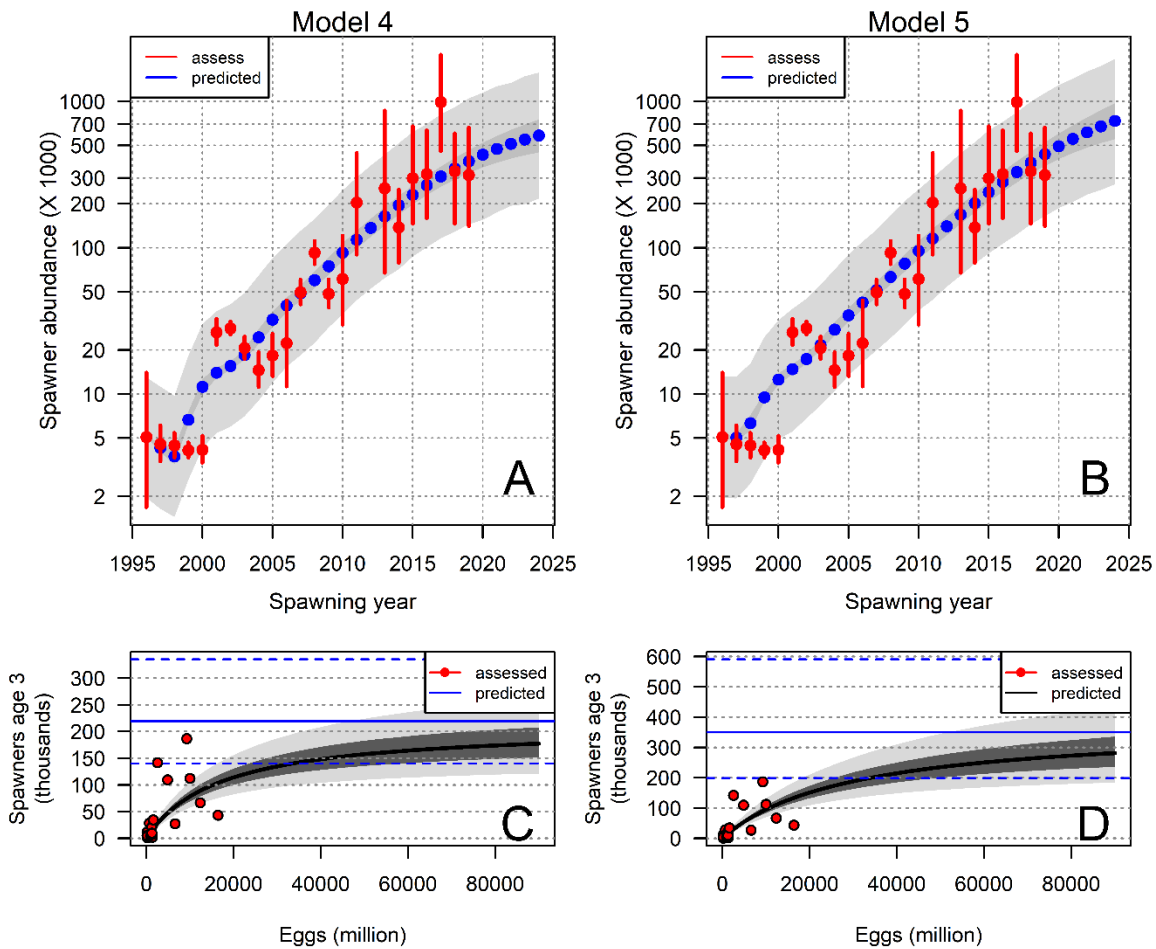 Model 4
assess
predicted
Spawner abundance (X 1000)
1000
700
500
300
200
100
50
20
10
5
2
A
1995 2000 2005 2010 2015 2020 2025
Spawning year
Model 5
assess
predicted
Spawner abundance (X 1000)
1000
700
500
300
200
100
50
20
10
5
2
B
1995 2000 2005 2010 2015 2020 2025
Spawning year
assessed
predicted
Spawners age 3
(thousands)
300
250
200
150
100
50
0
C
0 20000 40000 60000 80000
Eggs (million)
assessed
predicted
Spawners age 3
(thousands)
600
500
400
300
200
100
0
D
0 20000 40000 60000 80000
Eggs (million)